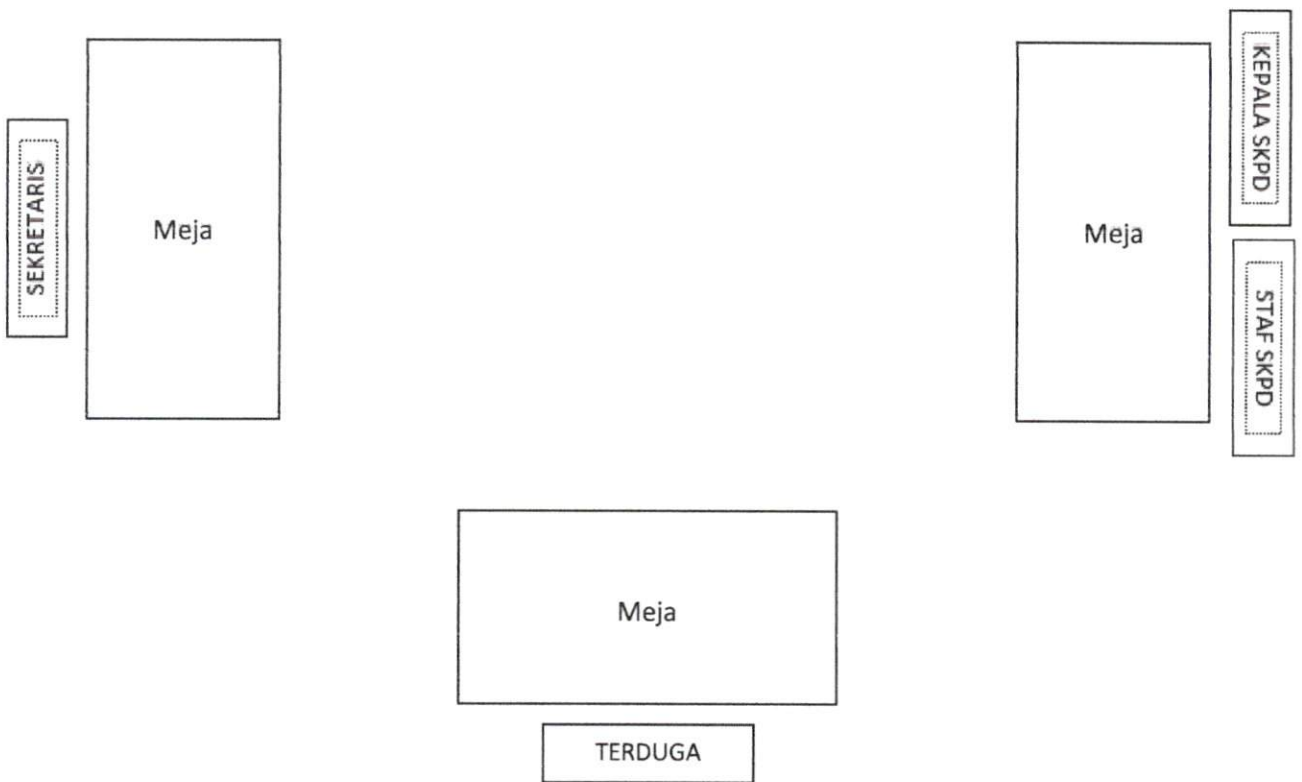 SEKRETARIS
Meja
Meja
KEPALA SKPD
STAF SKPD
Meja
TERDUGA